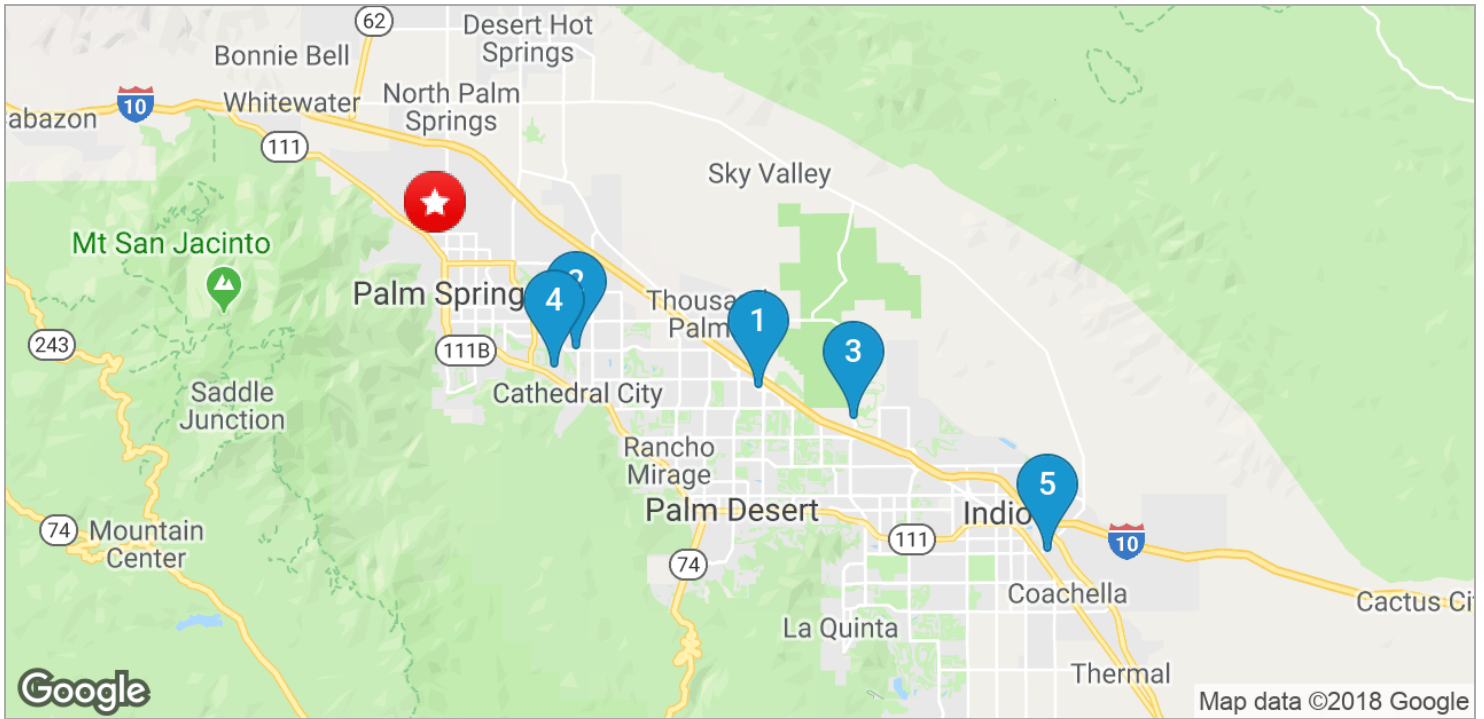 62
Desert Hot
Springs
Bonnie Bell
10
Whitewater
North Palm
Springs
abazon
111
Sky Valley
Mt San Jacinto
Palm Spring
2
4
Thousa
Palm
1
3
243
111B
Cathedral City
Saddle
Junction
Rancho
Mirage
5
Palm Desert
Indio
74
Mountain
Center
111
10
74
Coachella
Cactus Ci
La Quinta
Thermal
Google
Map data ©2018 Google